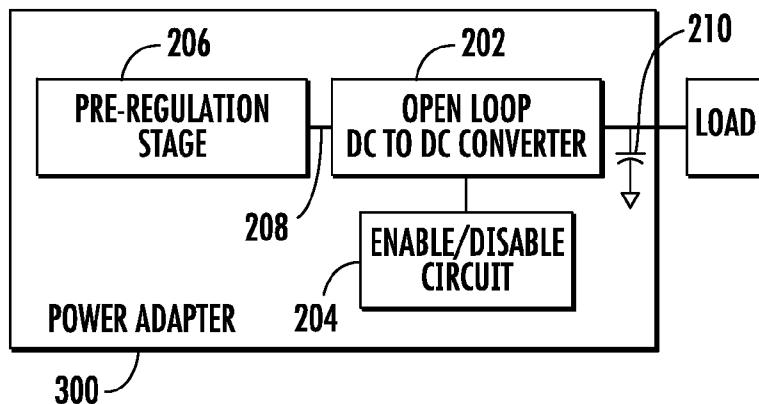 206
202
210
PRE-REGULATION
STAGE
OPEN LOOP
DC TO DC CONVERTER
LOAD
208
ENABLE/DISABLE
CIRCUIT
204
POWER ADAPTER
300